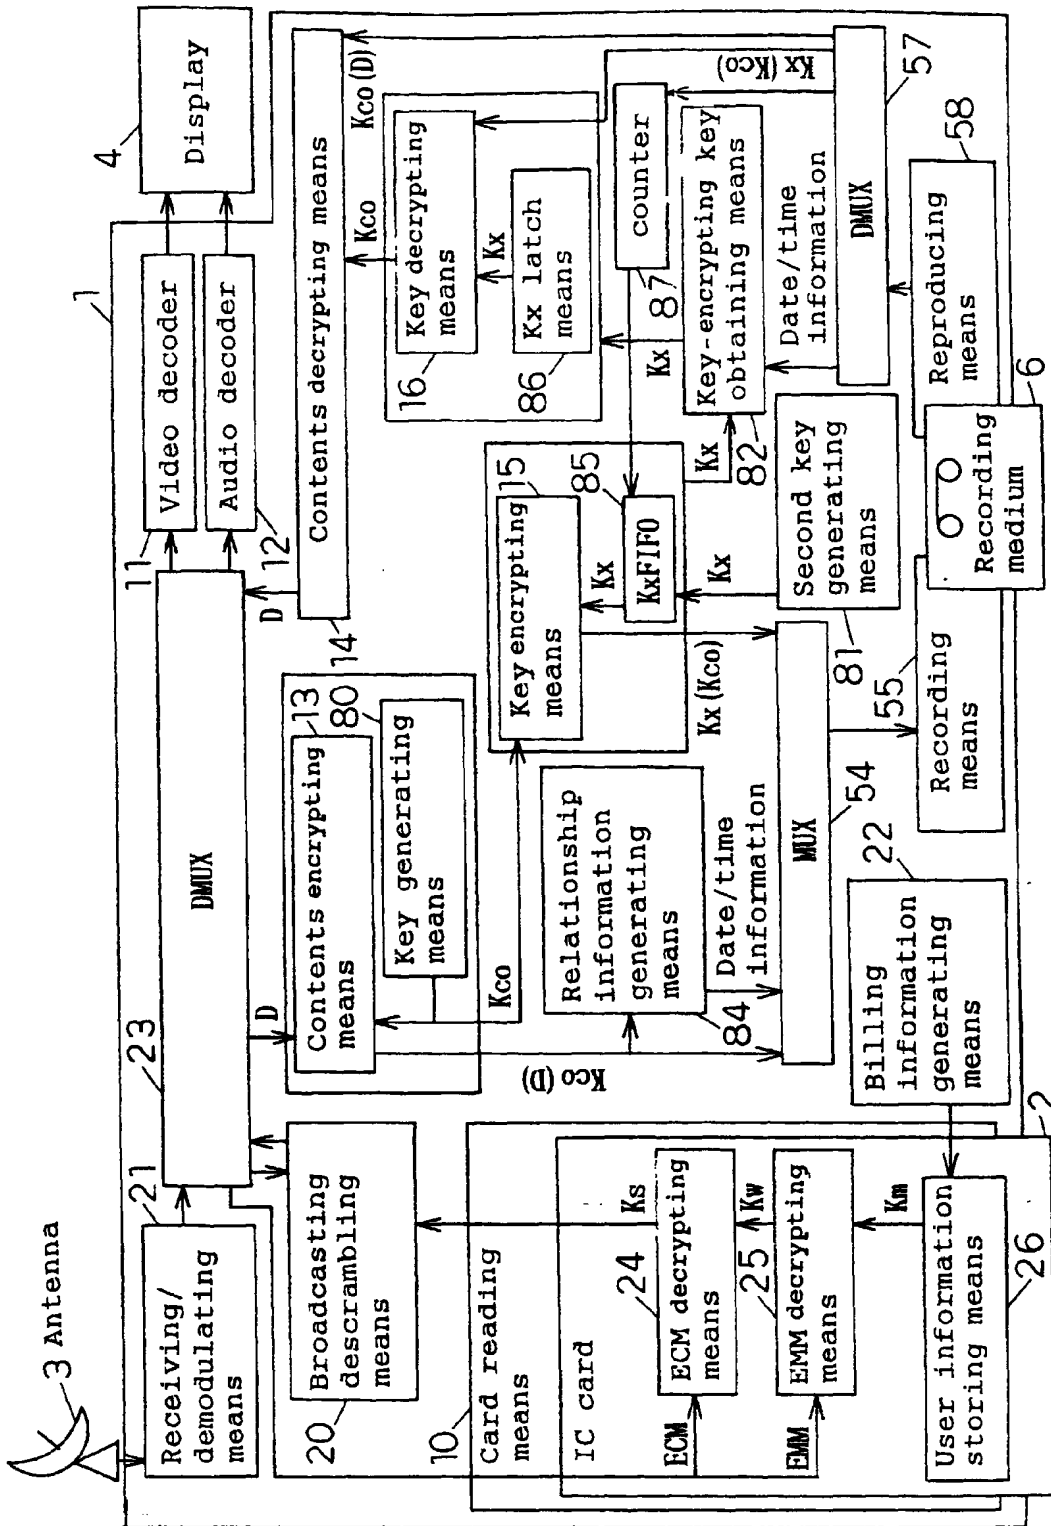 3 Antenna
1
4
Display
Receiving/
demodulating
means
21
23
DMUX
11
Video decoder
Audio decoder
12
D
D
14
Contents decrypting means
Broadcasting
descrambling
means
20
Contents encrypting
means
13
Key generating
means
80
Kco
Kco (D)
Kco
Kco (D)
Key decrypting
means
16
Kx
Kx latch
means
86
Kx (Kco)
10
Card reading
means
IC card
Ks
ECM
ECM decrypting
means
24
Kw
EMM
EMM decrypting
means
25
Km
User information
storing means
26
2
Relationship
information
generating
means
84
Date/time
information
Key encrypting
means
15
Kx
KxFIFO
85
Kx
Kx
Kx (Kco)
counter
87
Kx
Key-encrypting key
obtaining means
82
Date/time
information
DMUX
57
Second key
generating
means
81
MUX
54
Billing
information
generating
means
22
Recording
means
55
Recording
medium
6
Reproducing
means
58